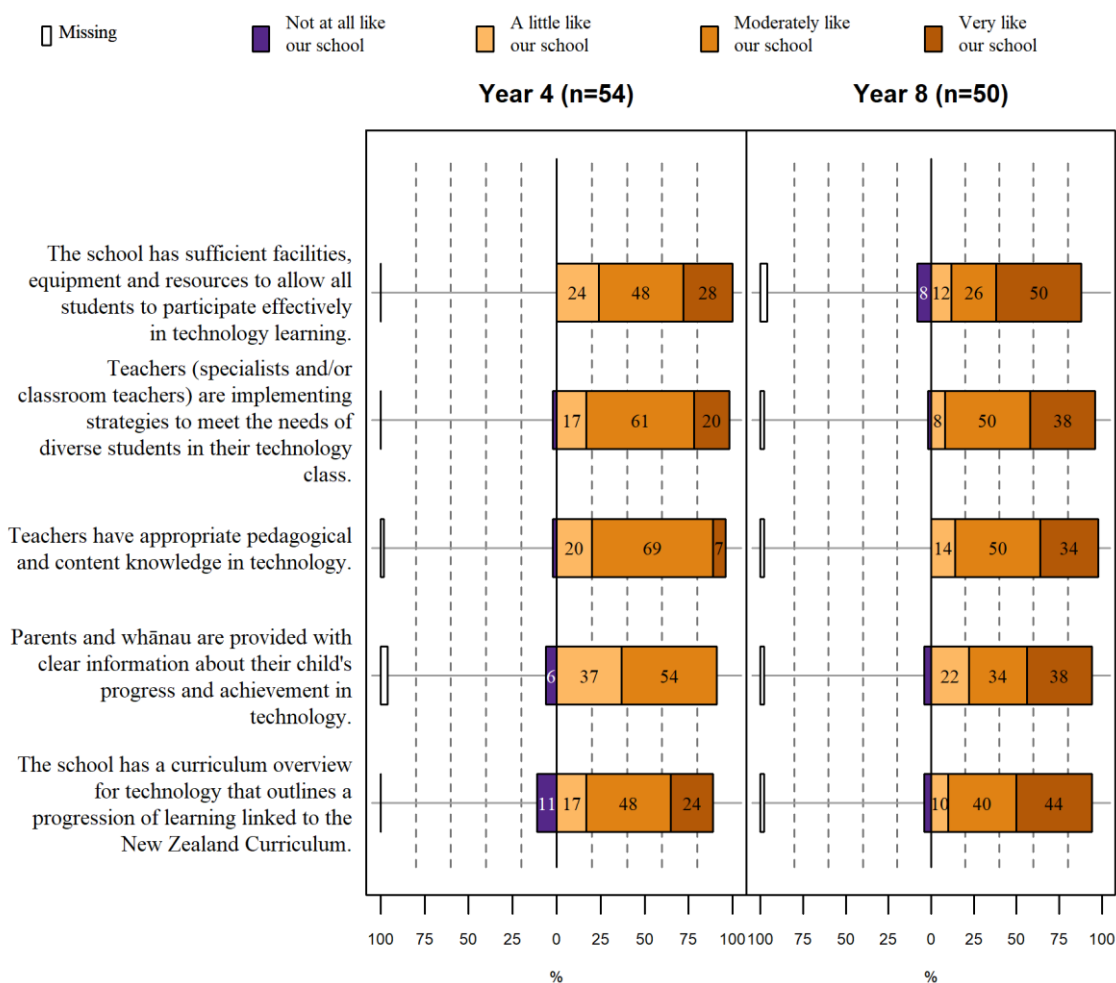 Missing
Not at all like
our school
A little like
our school
Moderately like
our school
Very like
our school
Year 4 (n=54)
Year 8 (n=50)
The school has sufficient facilities,
equipment and resources to allow all
students to participate effectively
in technology learning.
24 48 28
8 12 26 50
Teachers (specialists and/or
classroom teachers) are implementing
strategies to meet the needs of
diverse students in their technology
class.
17 61 20
8 50 38
Teachers have appropriate pedagogical
and content knowledge in technology.
20 69 7
14 50 34
Parents and whānau are provided with
clear information about their child's
progress and achievement in
technology.
6 37 54
22 34 38
The school has a curriculum overview
for technology that outlines a
progression of learning linked to the
New Zealand Curriculum.
11 17 48 24
10 40 44
100 75 50 25 0 25 50 75 100
100 75 50 25 0 25 50 75 100
%
%